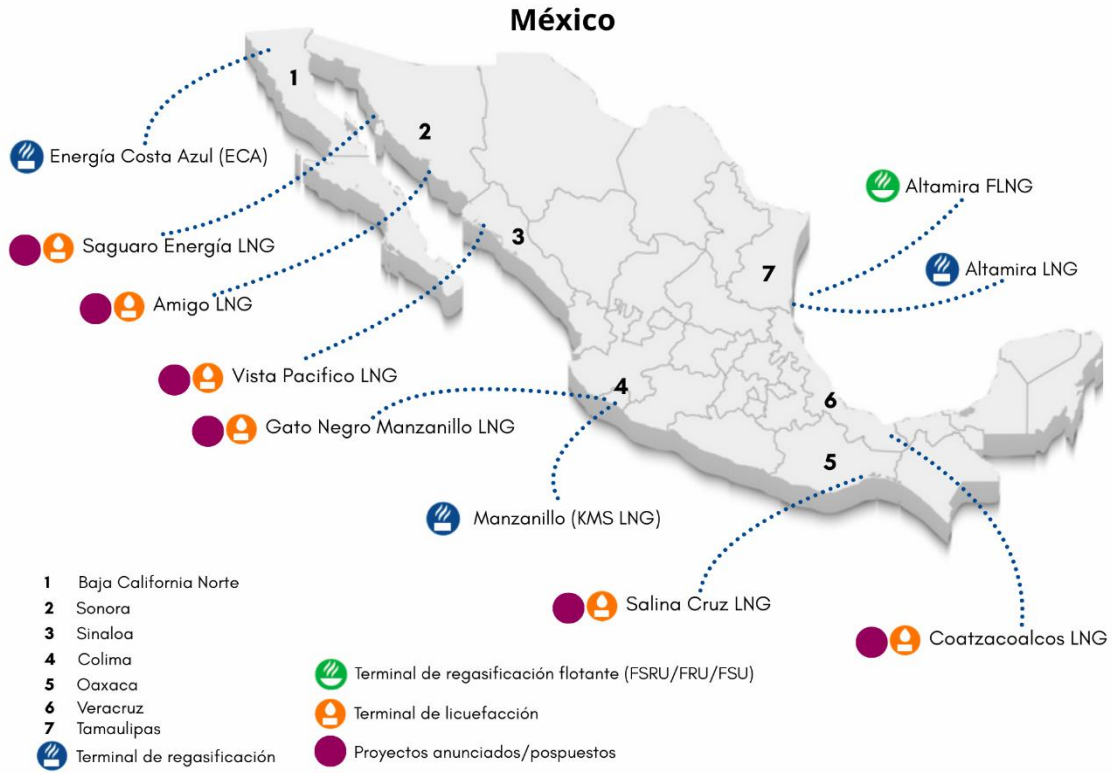 México
1
2
3
4
5
6
7
Energía Costa Azul (ECA)
Saguaro Energía LNG
Amigo LNG
Vista Pacifico LNG
Gato Negro Manzanillo LNG
Manzanillo (KMS LNG)
Altamira FLNG
Altamira LNG
Salina Cruz LNG
Coatzacoalcos LNG
1 Baja California Norte
2 Sonora
3 Sinaloa
4 Colima
5 Oaxaca
6 Veracruz
7 Tamaulipas
Terminal de regasificación
Terminal de regasificación flotante (FSRU/FRU/FSU)
Terminal de licuefacción
Proyectos anunciados/pospuestos